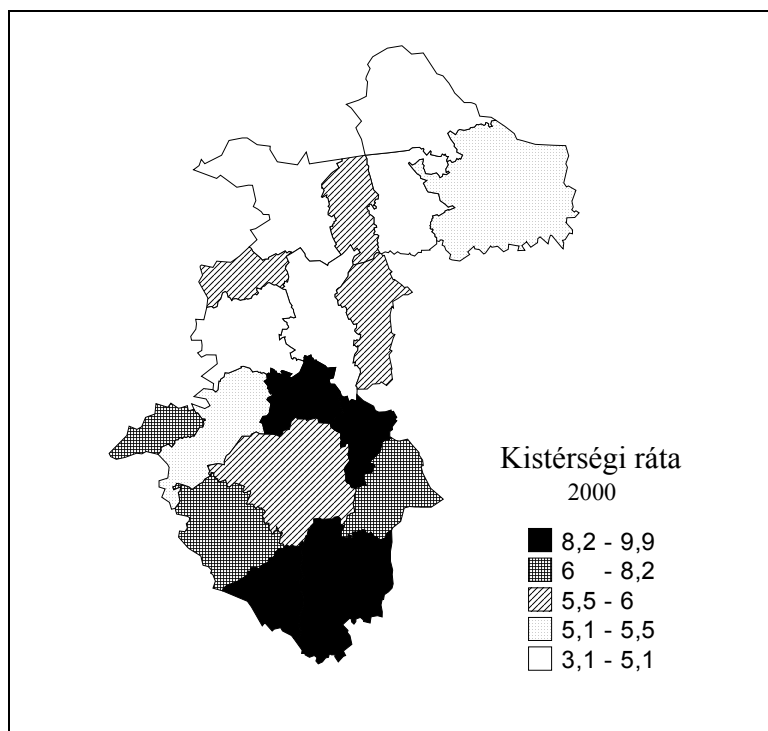 Kistérségi ráta
2000
8,2 - 9,9
6 - 8,2
5,5 - 6
5,1 - 5,5
3,1 - 5,1